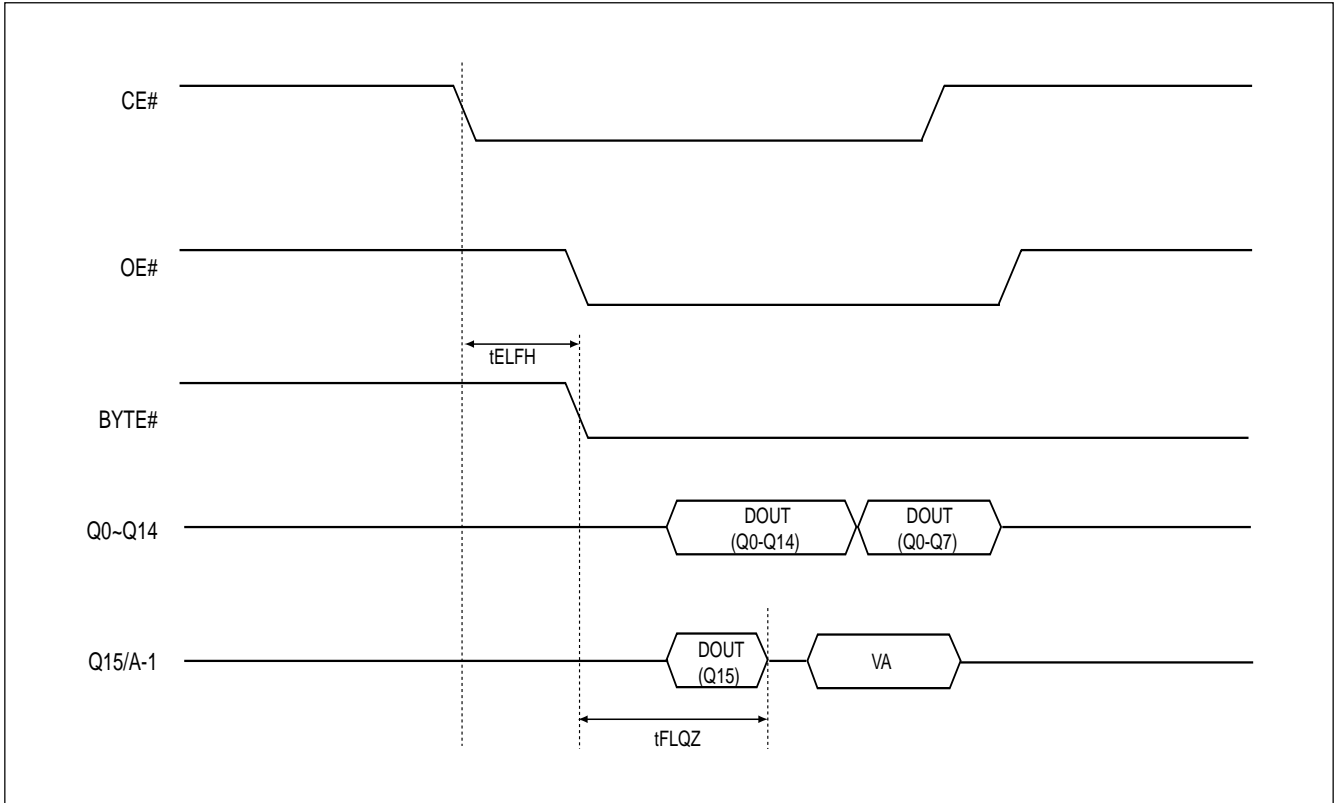 CE#
OE#
tELFH
BYTE#
Q0~Q14
DOUT
(Q0-Q14)
DOUT
(Q0-Q7)
Q15/A-1
DOUT
(Q15)
VA
tFLQZ